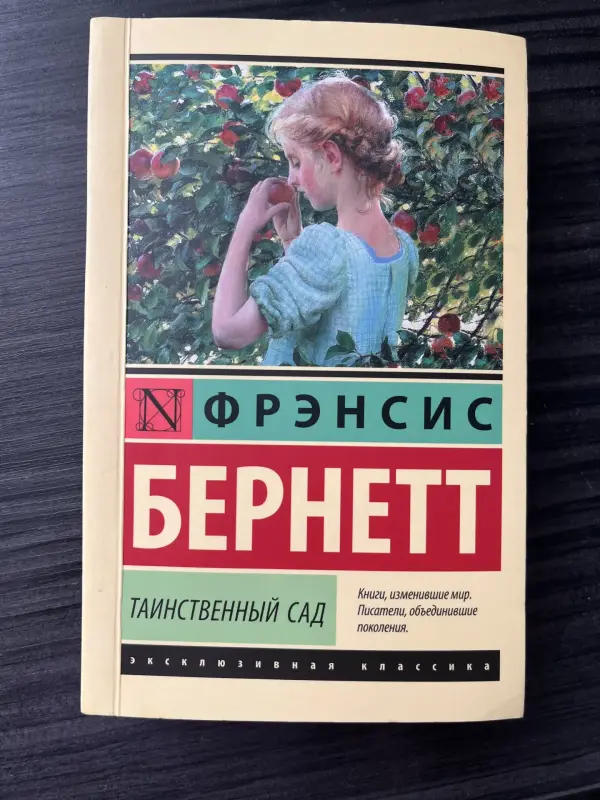 N ФРЭНСИС
БЕРНЕТТ
ТАИНСТВЕННЫЙ САД
Книги, изменившие мир.
Писатели, объединившие
поколения.
эксклюзивная классика